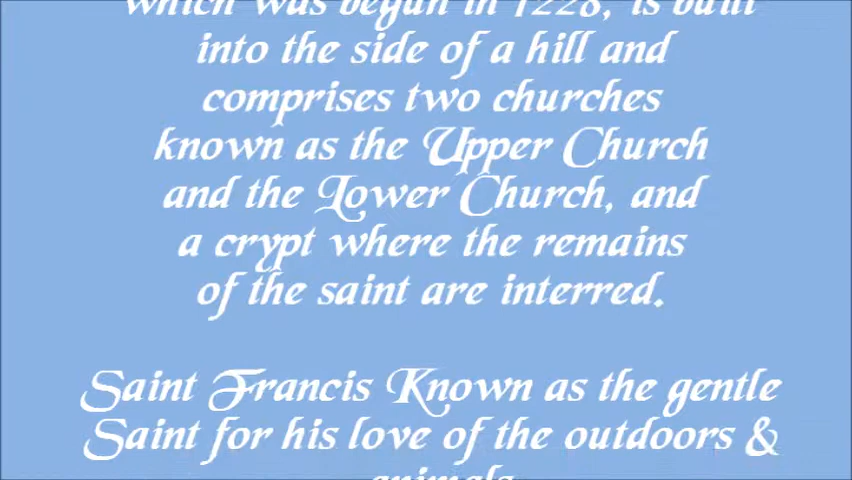 which was begun in 1228, is built
into the side of a hill and
comprises two churches
known as the Upper Church
and the Lower Church, and
a crypt where the remains
of the saint are interred.
Saint Francis Known as the gentle
Saint for his love of the outdoors &
animals